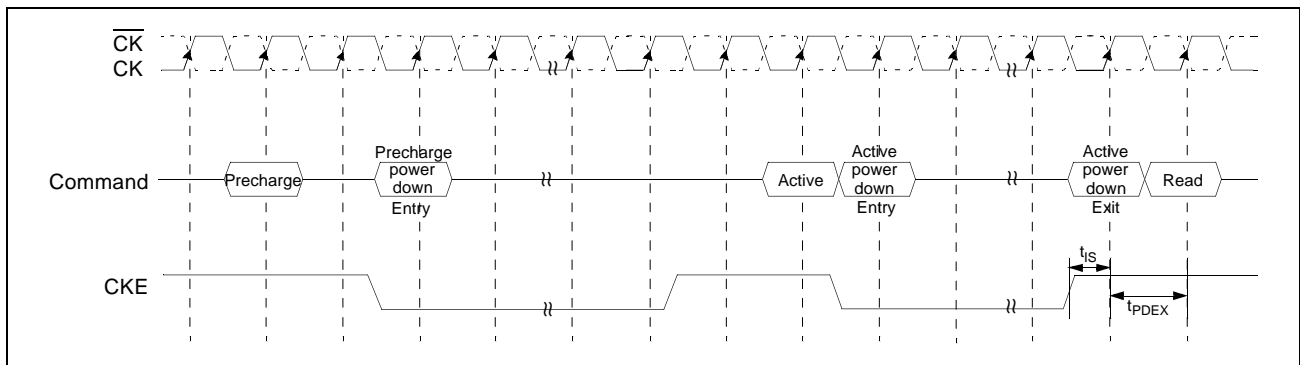 CK
CK
Command
Precharge
Precharge
power
down
Entry
Active
Active
power
down
Entry
Active
power
down
Exit
Read
CKE
tIS
tPDEX